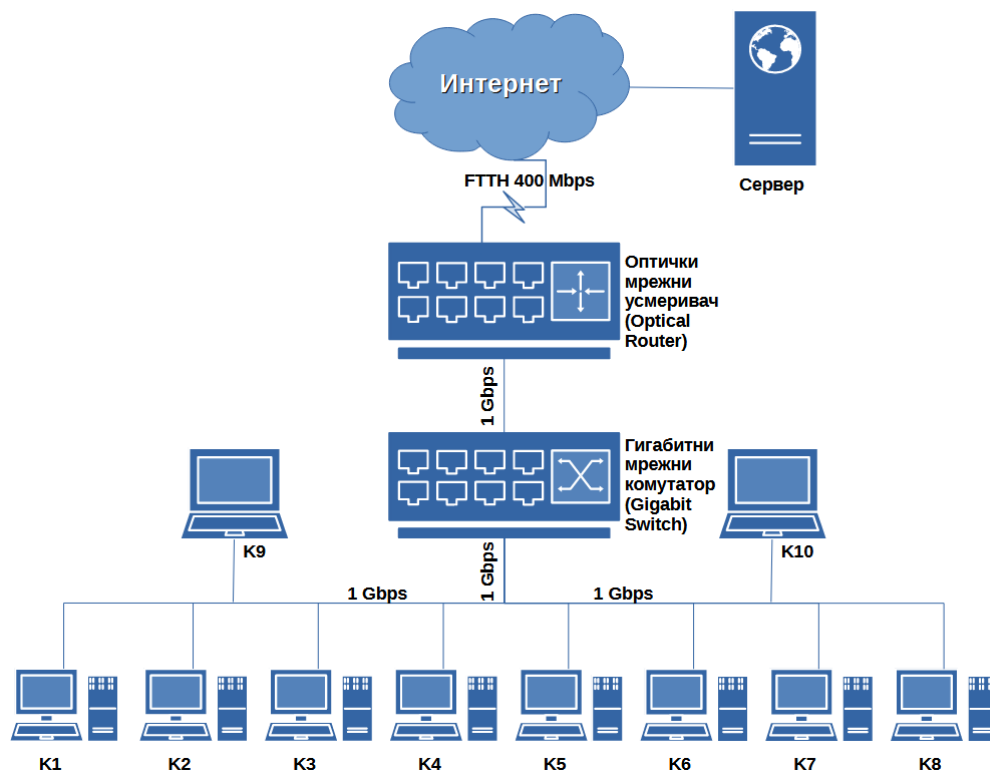 Интернет
Сервер
FTTH 400 Mbps
Оптички
мрежни
усмеривач
(Optical
Router)
1 Gbps
Гигабитни
мрежни
комутатор
(Gigabit
Switch)
K9
K10
1 Gbps
1 Gbps
1 Gbps
K1
K2
K3
K4
K5
K6
K7
K8